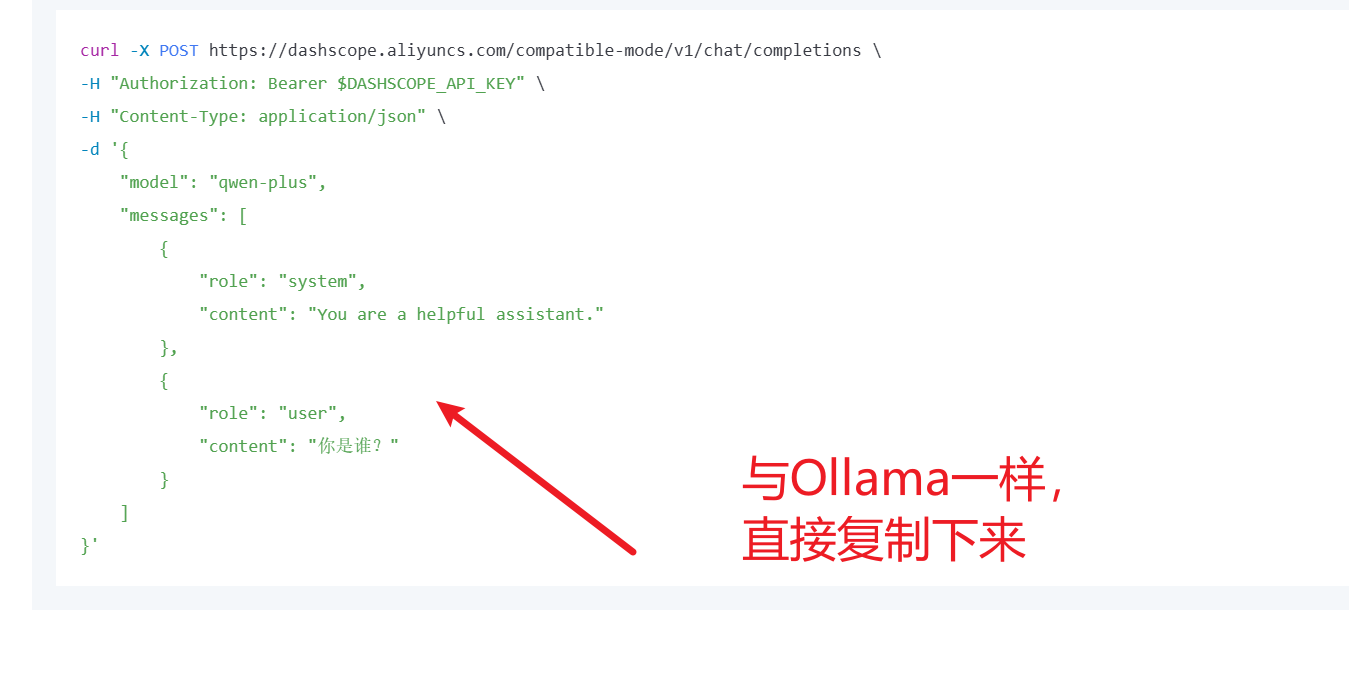 curl -X POST https://dashscope.aliyuncs.com/compatible-mode/v1/chat/completions \
-H "Authorization: Bearer $DASHSCOPE_API_KEY" \
-H "Content-Type: application/json" \
-d '{
    "model": "qwen-plus",
    "messages": [
        {
            "role": "system",
            "content": "You are a helpful assistant."
        },
        {
            "role": "user",
            "content": "你是谁？"
        }
    ]
}'
与Ollama一样，
直接复制下来